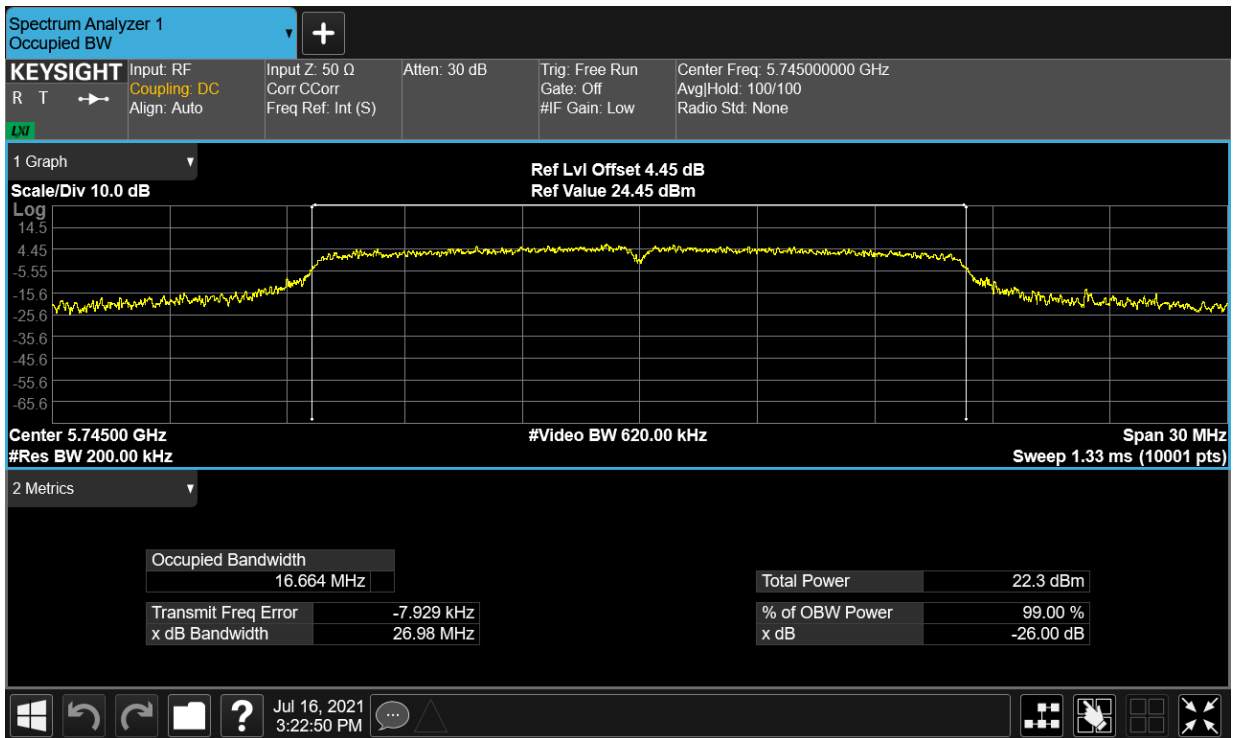 Spectrum Analyzer 1
Occupied BW
KEYSIGHT
R T
LXI
Input: RF
Coupling: DC
Align: Auto
Input Z: 50 Ω
Corr CCorr
Freq Ref: Int (S)
Atten: 30 dB
Trig: Free Run
Gate: Off
#IF Gain: Low
Center Freq: 5.745000000 GHz
Avg|Hold: 100/100
Radio Std: None
1 Graph
Scale/Div 10.0 dB
Ref Lvl Offset 4.45 dB
Ref Value 24.45 dBm
Log
14.5
4.45
-5.55
-15.6
-25.6
-35.6
-45.6
-55.6
-65.6
Center 5.74500 GHz
#Video BW 620.00 kHz
Span 30 MHz
#Res BW 200.00 kHz
Sweep 1.33 ms (10001 pts)
2 Metrics
Occupied Bandwidth
16.664 MHz
Total Power 22.3 dBm
Transmit Freq Error -7.929 kHz
% of OBW Power 99.00 %
x dB Bandwidth 26.98 MHz
x dB -26.00 dB
?
Jul 16, 2021
3:22:50 PM